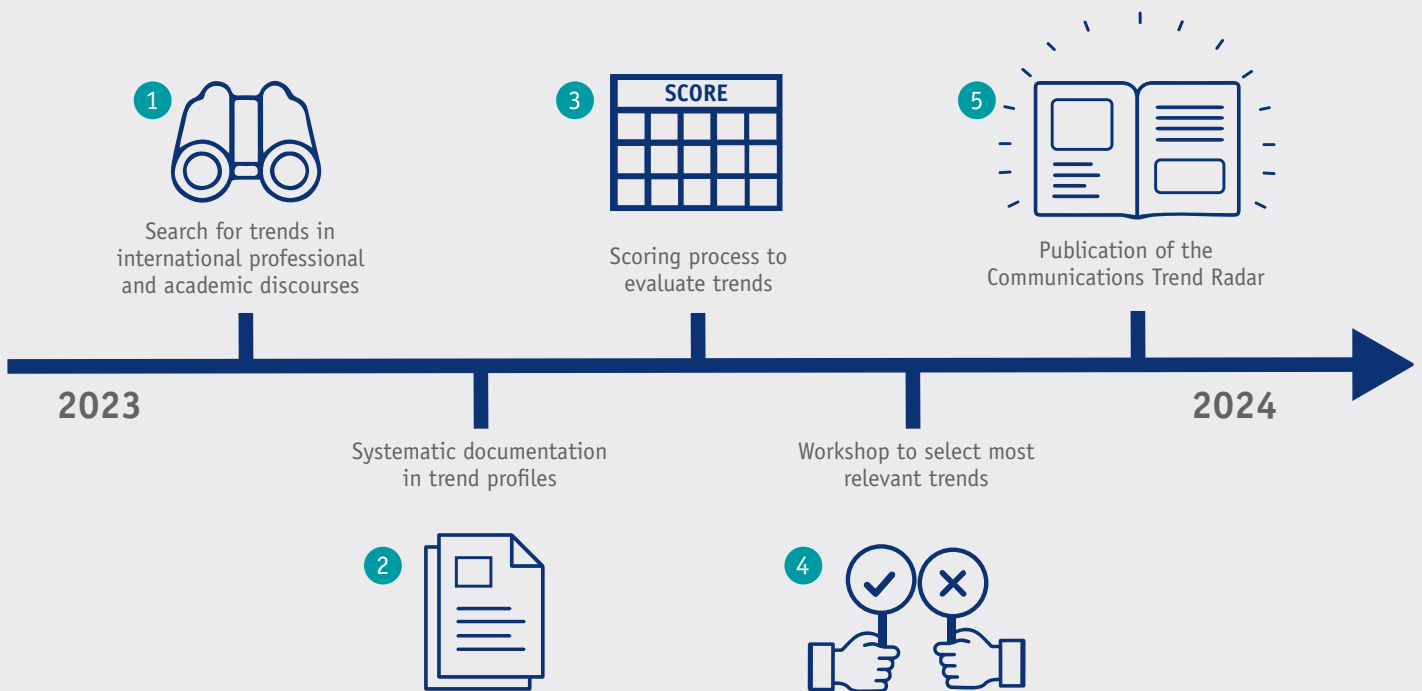 1
Search for trends in
international professional
and academic discourses
3
SCORE
Scoring process to
evaluate trends
5
Publication of the
Communications Trend Radar
2023
2024
Systematic documentation
in trend profiles
2
Workshop to select most
relevant trends
4